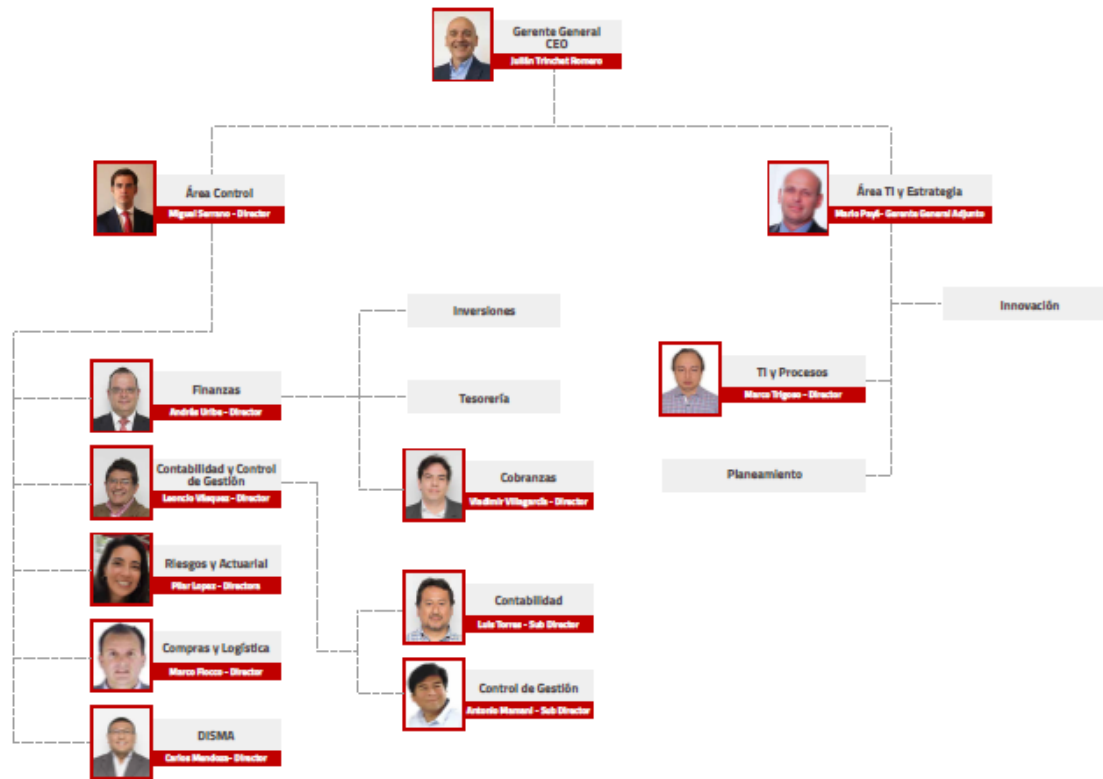 Gerente General
CEO
Julián Trinchet Romero
Área Control
Miguel Serrano - Director
Área TI y Estrategia
Mario Payá- Gerente General Adjunto
Inversiones
Innovación
Finanzas
Andrés Uribe - Director
Tesorería
TI y Procesos
Marco Trigoso - Director
Contabilidad y Control
de Gestión
Leoncio Vásquez - Director
Cobranzas
Vladimir Villagarcía - Director
Planeamiento
Riesgos y Actuarial
Pilar Lopez - Directora
Contabilidad
Luis Torres - Sub Director
Compras y Logística
Marco Flocco - Director
Control de Gestión
Antonio Mamani - Sub Director
DISMA
Carlos Mendoza- Director